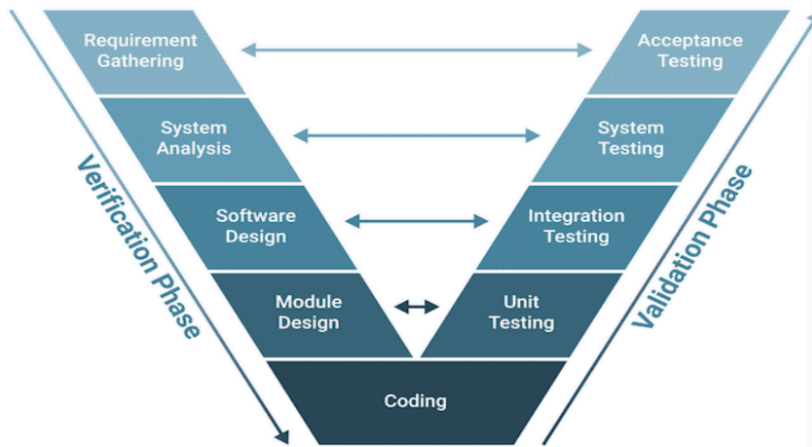 Requirement
Gathering
Acceptance
Testing
System
Analysis
System
Testing
Verification Phase
Validation Phase
Software
Design
Integration
Testing
Module
Design
Unit
Testing
Coding